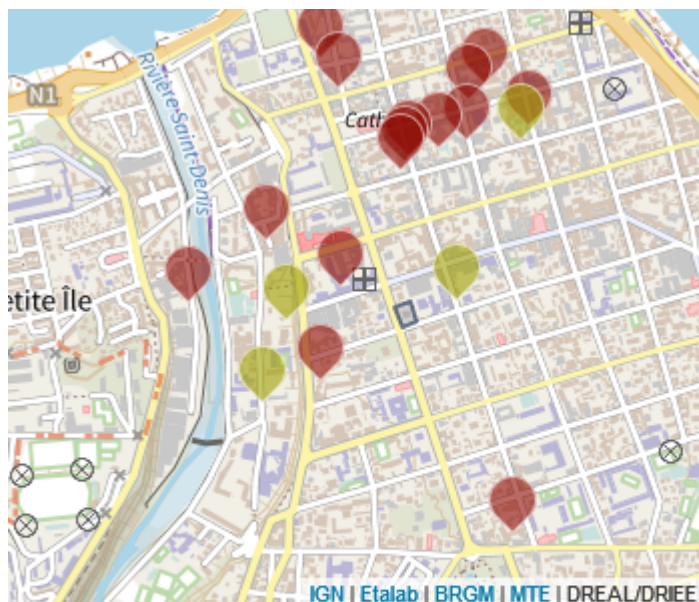 N1
Rivière Saint-Denis
Cath
etite Île
IGN | Etalab | BRGM | MTE | DREAL/DRIEE